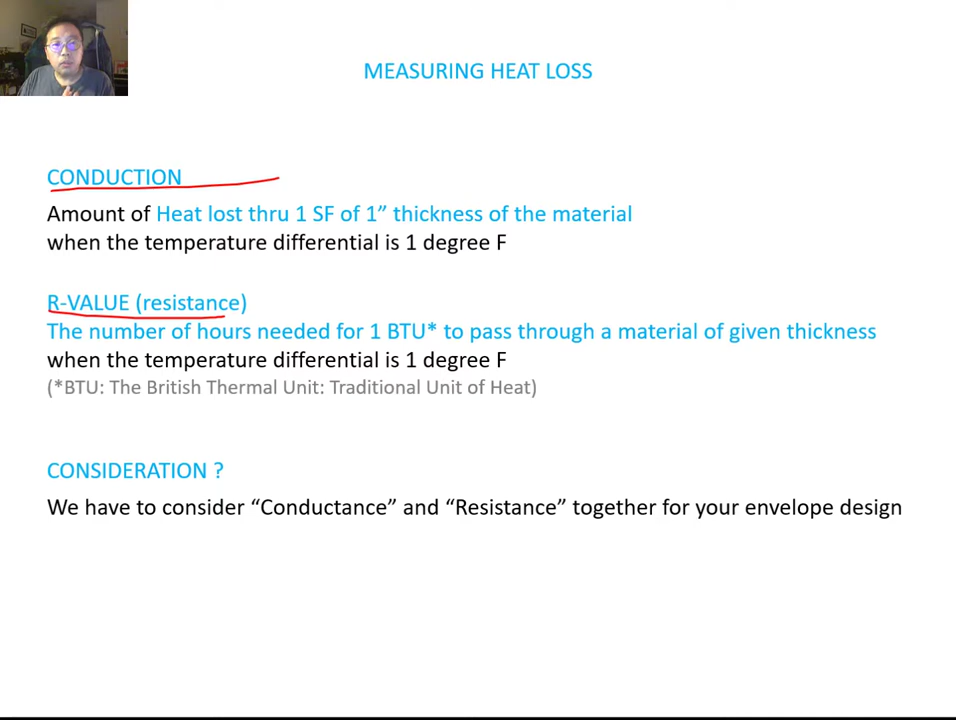 MEASURING HEAT LOSS
CONDUCTION
Amount of Heat lost thru 1 SF of 1” thickness of the material
when the temperature differential is 1 degree F
R-VALUE (resistance)
The number of hours needed for 1 BTU* to pass through a material of given thickness
when the temperature differential is 1 degree F
(*BTU: The British Thermal Unit: Traditional Unit of Heat)
CONSIDERATION ?
We have to consider “Conductance” and “Resistance” together for your envelope design